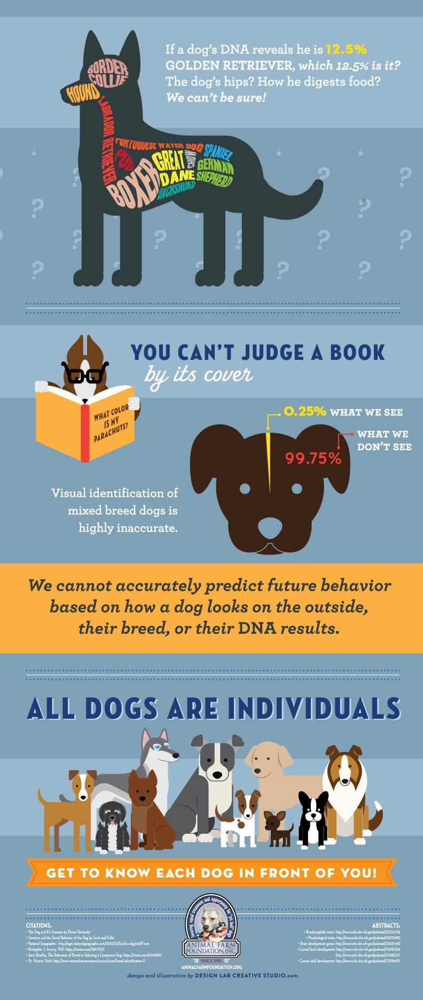 If a dog's DNA reveals he is 12.5%
GOLDEN RETRIEVER, which 12.5% is it?
The dog's hips? How he digests food?
We can't be sure!
BORDER
COLLIE
HOUND
LABRADOR RETRIEVER
PORTUGUESE WATER DOG
SPANIEL
PUG
BOXER
GREAT
DANE
CHOW
GERMAN
SHEPHERD
DACHSHUND
? ? ? ? ? ? ? ? ? ? ?
YOU CAN'T JUDGE A BOOK
by its cover
WHAT COLOR
IS MY
PARACHUTE?
0.25% WHAT WE SEE
WHAT WE
DON'T SEE
99.75%
Visual identification of
mixed breed dogs is
highly inaccurate.
We cannot accurately predict future behavior
based on how a dog looks on the outside,
their breed, or their DNA results.
ALL DOGS ARE INDIVIDUALS
GET TO KNOW EACH DOG IN FRONT OF YOU!
CITATIONS:
• The Dog and It's Genome by Elaine Ostrander
• Genetics and the Social Behavior of the Dog by Scott and Fuller
• National Geographic: http://ngm.nationalgeographic.com/2012/02/build-a-dog/ratliff-text
• Kristopher J. Irizarry, PhD: https://vimeo.com/26975521
• Janis Bradley, The Relevance of Breed in Selecting a Companion Dog: https://vimeo.com/63168961
• Dr. Victoria Voith: http://www.nationalcanineresearchcouncil.com/breed-identification-1/
Securing equal treatment and opportunity for "pit bull" dogs
ANIMAL FARM
FOUNDATION, INC.
SINCE 1985
ANIMALFARMFOUNDATION.ORG
ABSTRACTS:
• Brachycephalic traits: http://www.ncbi.nlm.nih.gov/pubmed/20224736
• Morphological traits: http://www.ncbi.nlm.nih.gov/pubmed/20711490
• Brain development genes: http://www.ncbi.nlm.nih.gov/pubmed/22031440
• Cranial facial development: http://www.ncbi.nlm.nih.gov/pubmed/16782454
http://www.ncbi.nlm.nih.gov/pubmed/20083217
• Canine skull development: http://www.ncbi.nlm.nih.gov/pubmed/23396475
design and illustration by DESIGN LAB CREATIVE STUDIO.com